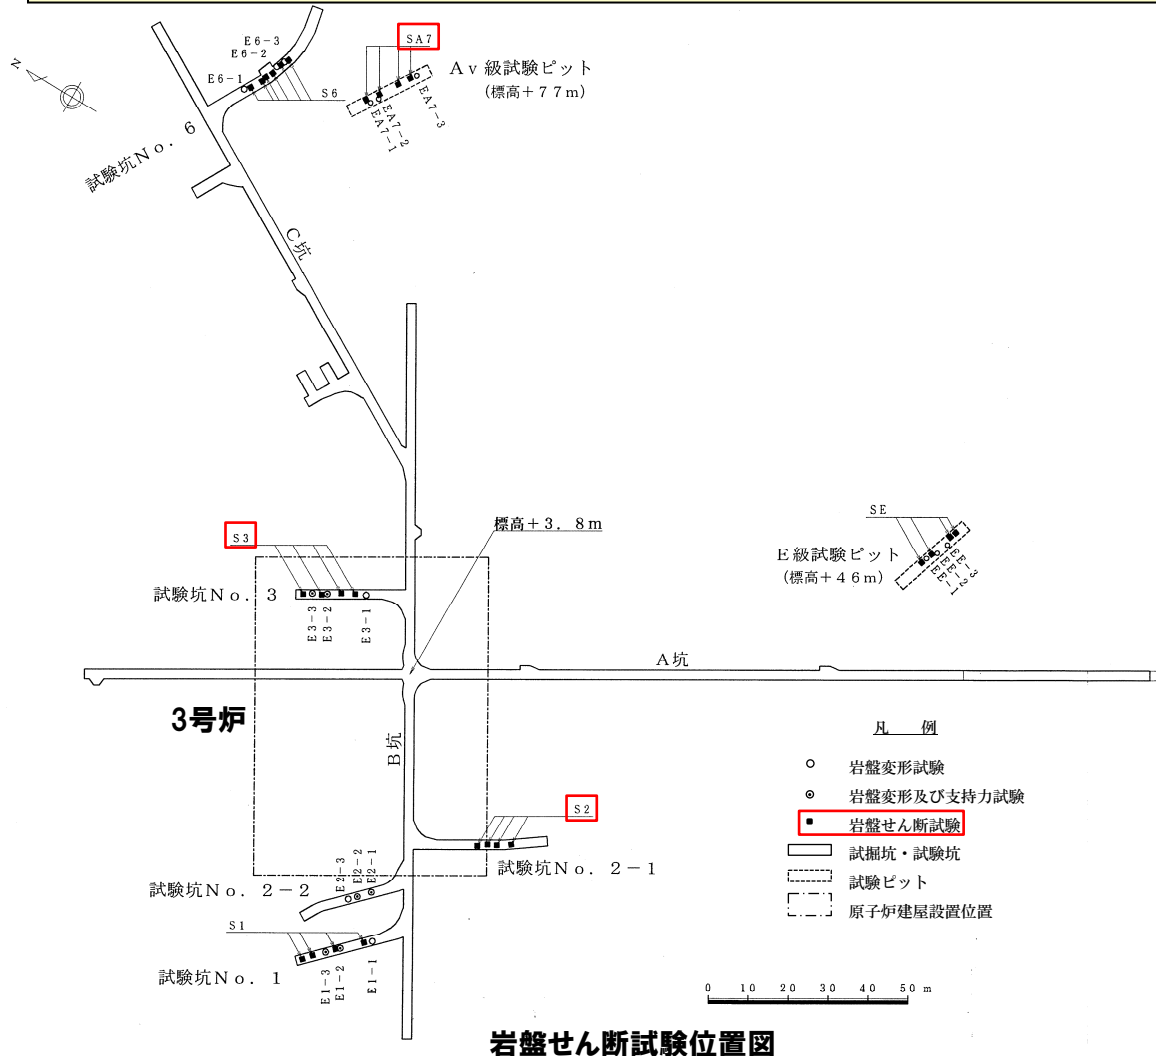 E6-3
E6-2
E6-1
S6
SA7
Av級試験ピット
(標高+77m)
EA7-3
EA7-2
EA7-1
N
試験坑No. 6
C坑
S3
標高+3. 8m
SE
E級試験ピット
(標高+46m)
EE-3
EE-2
EE-1
試験坑No. 3
E3-3
E3-2
E3-1
A坑
3号炉
B坑
凡 例
岩盤変形試験
岩盤変形及び支持力試験
岩盤せん断試験
試掘坑・試験坑
試験ピット
原子炉建屋設置位置
S2
試験坑No. 2-1
E2-3
E2-2
E2-1
試験坑No. 2-2
S1
試験坑No. 1
E1-3
E1-2
E1-1
0 10 20 30 40 50 m
岩盤せん断試験位置図